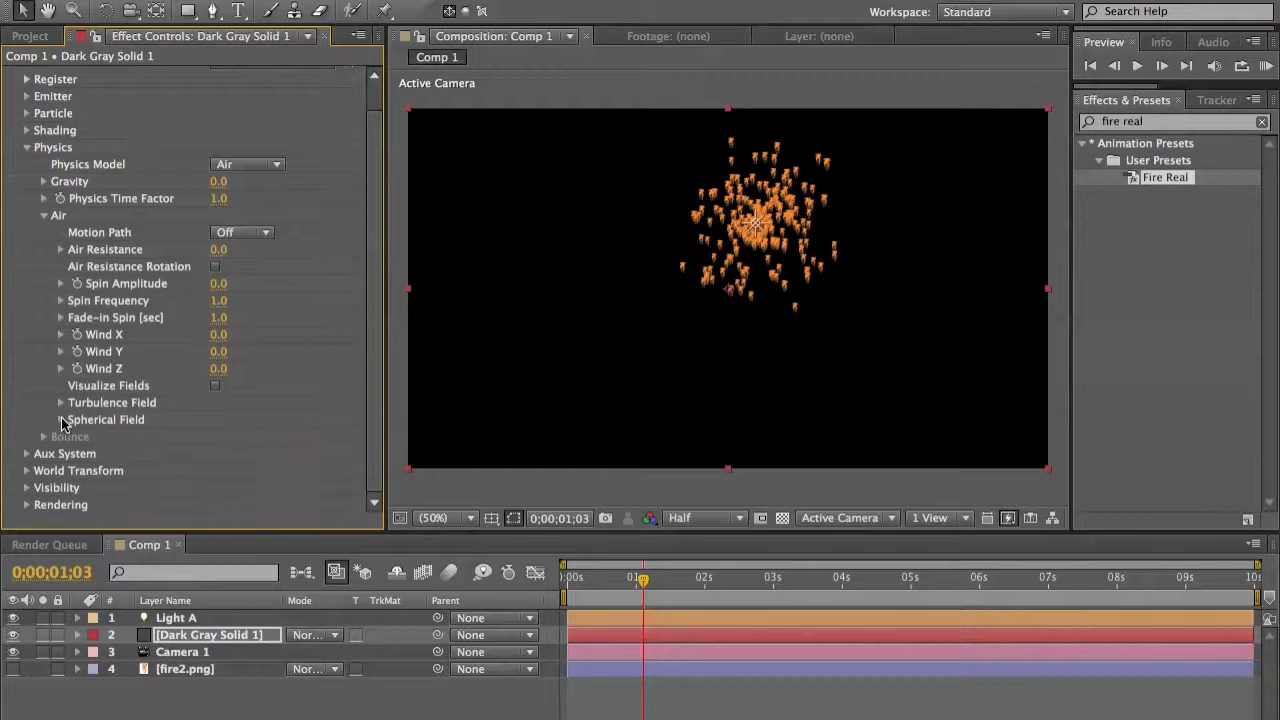 Workspace: Standard
Search Help
Project
Effect Controls: Dark Gray Solid 1
Composition: Comp 1
Footage: (none)
Layer: (none)
Preview
Info
Audio
Comp 1 • Dark Gray Solid 1
Comp 1
Active Camera
Register
Emitter
Particle
Shading
Physics
Physics Model Air
Gravity 0.0
Physics Time Factor 1.0
Air
Motion Path Off
Air Resistance 0.0
Air Resistance Rotation
Spin Amplitude 0.0
Spin Frequency 1.0
Fade-in Spin [sec] 1.0
Wind X 0.0
Wind Y 0.0
Wind Z 0.0
Visualize Fields
Turbulence Field
Spherical Field
Bounce
Aux System
World Transform
Visibility
Rendering
Effects & Presets
Tracker
fire real
* Animation Presets
User Presets
Fire Real
(50%)
0;00;01;03
Half
Active Camera
1 View
Render Queue
Comp 1
0;00;01;03
:00s 01 02s 03s 04s 05s 06s 07s 08s 09s 10s
# Layer Name Mode T TrkMat Parent
1 Light A None
2 [Dark Gray Solid 1] Nor... None
3 Camera 1 None
4 [fire2.png] Nor... None